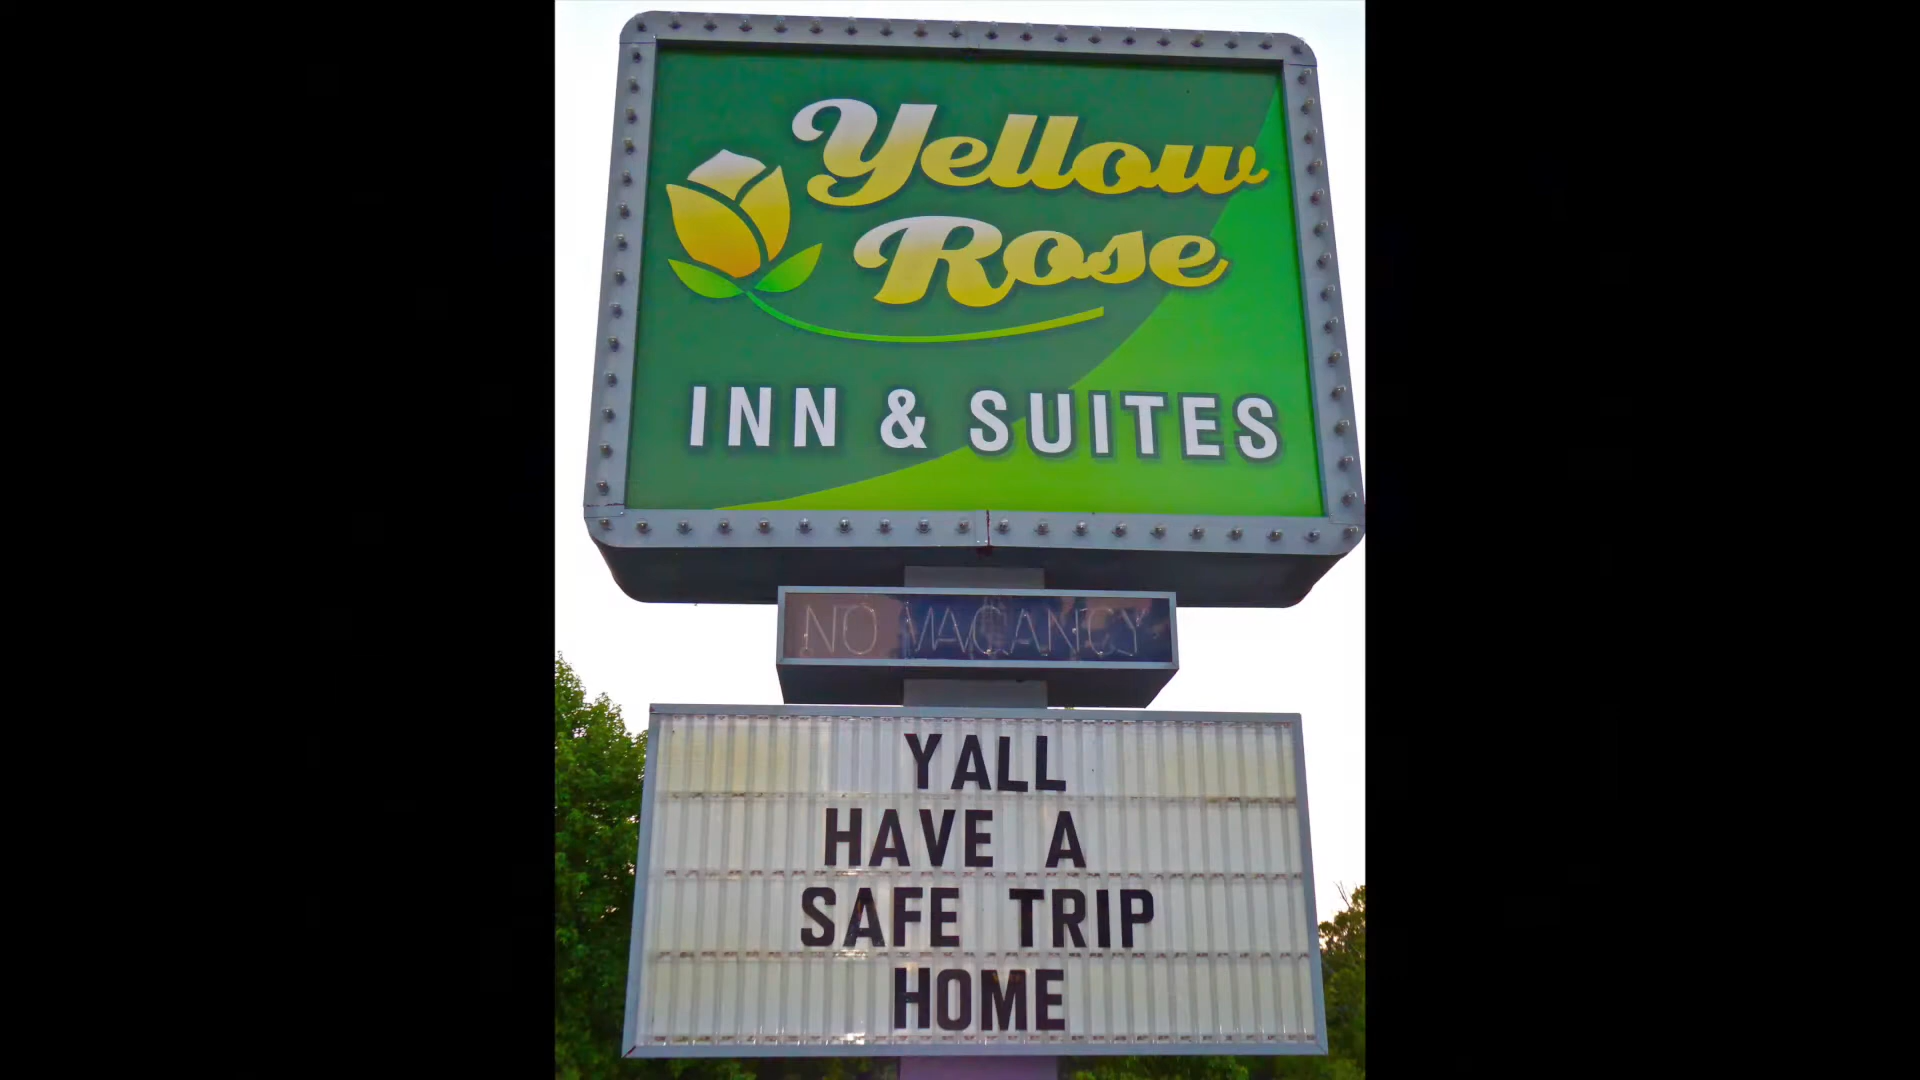 Yellow
Rose
INN & SUITES
NO VACANCY
YALL
HAVE A
SAFE TRIP
HOME